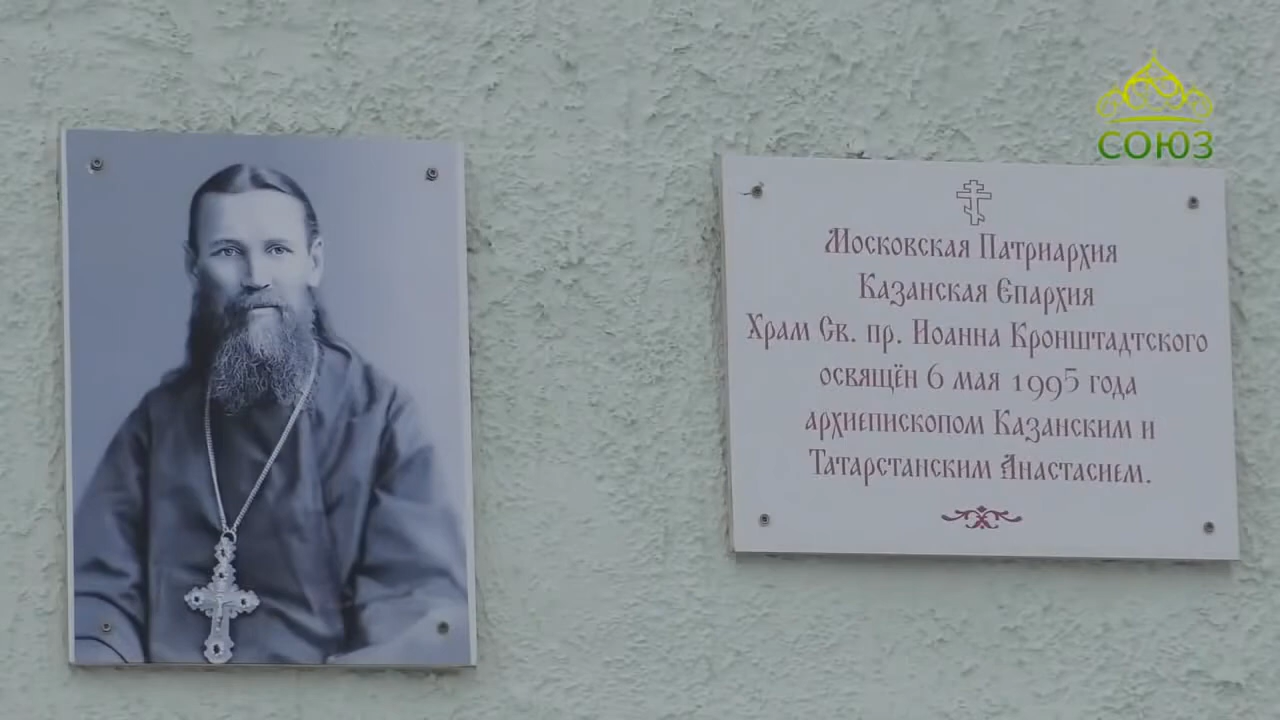 СОЮЗ
Московская Патриархия
Казанская Епархия
Храм Св. пр. Иоанна Кронштадтского
освящён 6 мая 1995 года
архиепископом Казанским и
Татарстанским Анастасием.